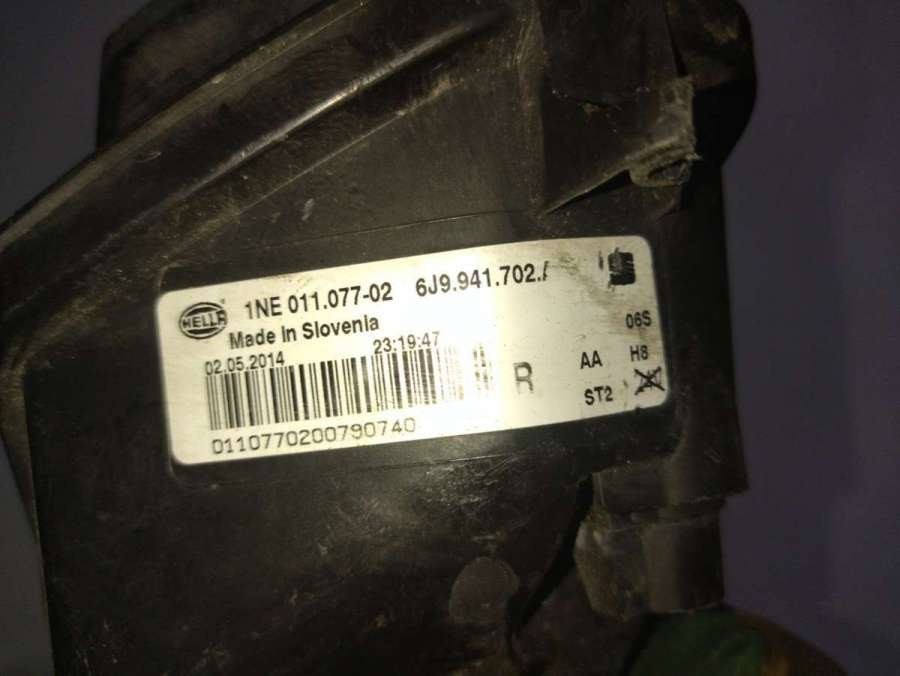 HELLA
1NE 011.077-02 6J9.941.702./
Made in Slovenia
06S
02.05.2014 23:19:47
R AA H8
ST2
0110770200790740